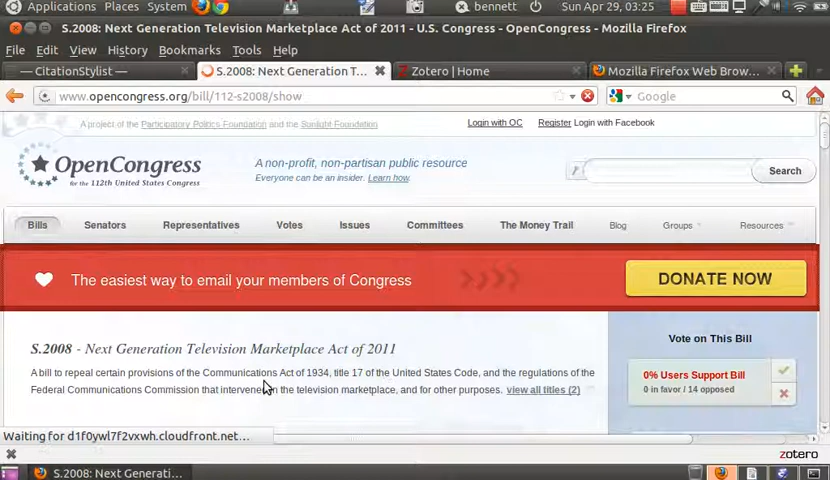 Applications Places System bennett Sun Apr 29, 03:25
S.2008: Next Generation Television Marketplace Act of 2011 - U.S. Congress - OpenCongress - Mozilla Firefox
File Edit View History Bookmarks Tools Help
— CitationStylist — S.2008: Next Generation T... Zotero | Home Mozilla Firefox Web Brow...
www.opencongress.org/bill/112-s2008/show Google
A project of the Participatory Politics Foundation and the Sunlight Foundation Login with OC Register Login with Facebook
OpenCongress
for the 112th United States Congress
A non-profit, non-partisan public resource
Everyone can be an insider. Learn how.
Search
Bills Senators Representatives Votes Issues Committees The Money Trail Blog Groups Resources
The easiest way to email your members of Congress DONATE NOW
S.2008 - Next Generation Television Marketplace Act of 2011
A bill to repeal certain provisions of the Communications Act of 1934, title 17 of the United States Code, and the regulations of the
Federal Communications Commission that intervene in the television marketplace, and for other purposes. view all titles (2)
Vote on This Bill
0% Users Support Bill
0 in favor / 14 opposed
Waiting for d1f0ywl7f2vxwh.cloudfront.net...
zotero
S.2008: Next Generati...